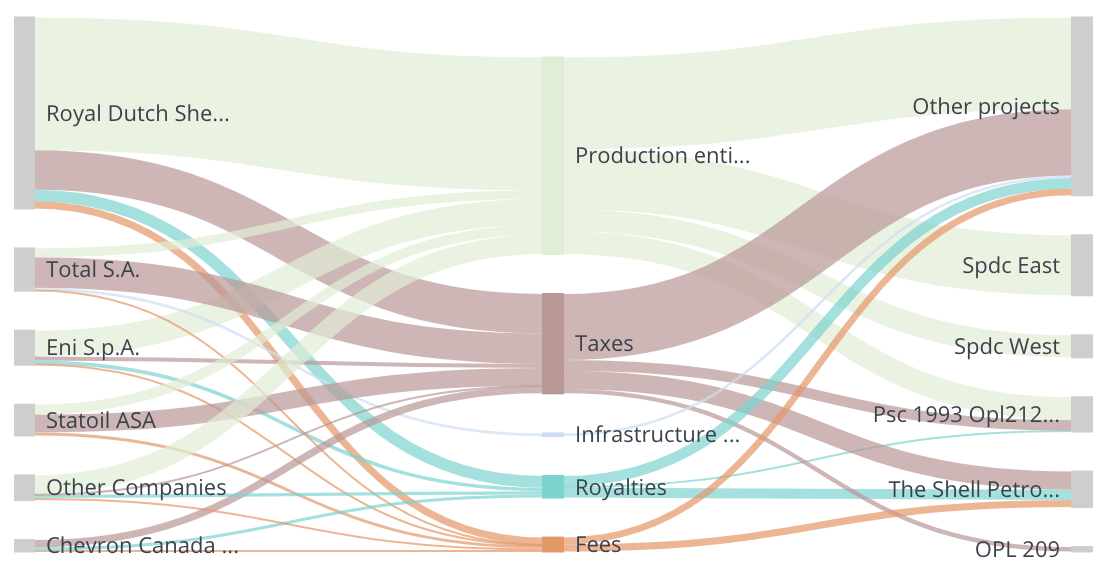 Royal Dutch She...
Total S.A.
Eni S.p.A.
Statoil ASA
Other Companies
Chevron Canada ...
Production enti...
Taxes
Infrastructure ...
Royalties
Fees
Other projects
Spdc East
Spdc West
Psc 1993 Opl212...
The Shell Petro...
OPL 209